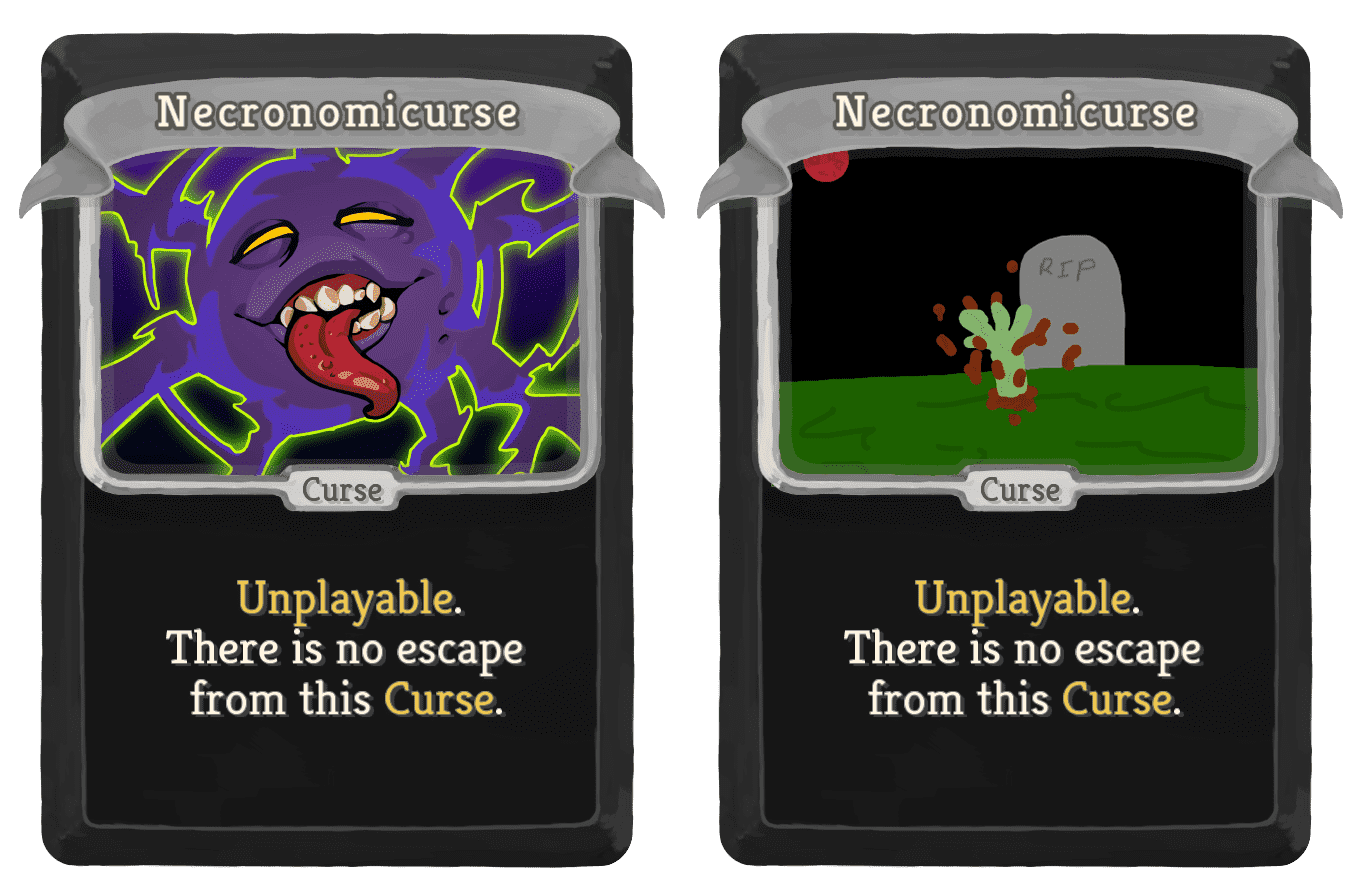 Necronomicurse
Curse
Unplayable.
There is no escape
from this Curse.
Necronomicurse
RIP
Curse
Unplayable.
There is no escape
from this Curse.